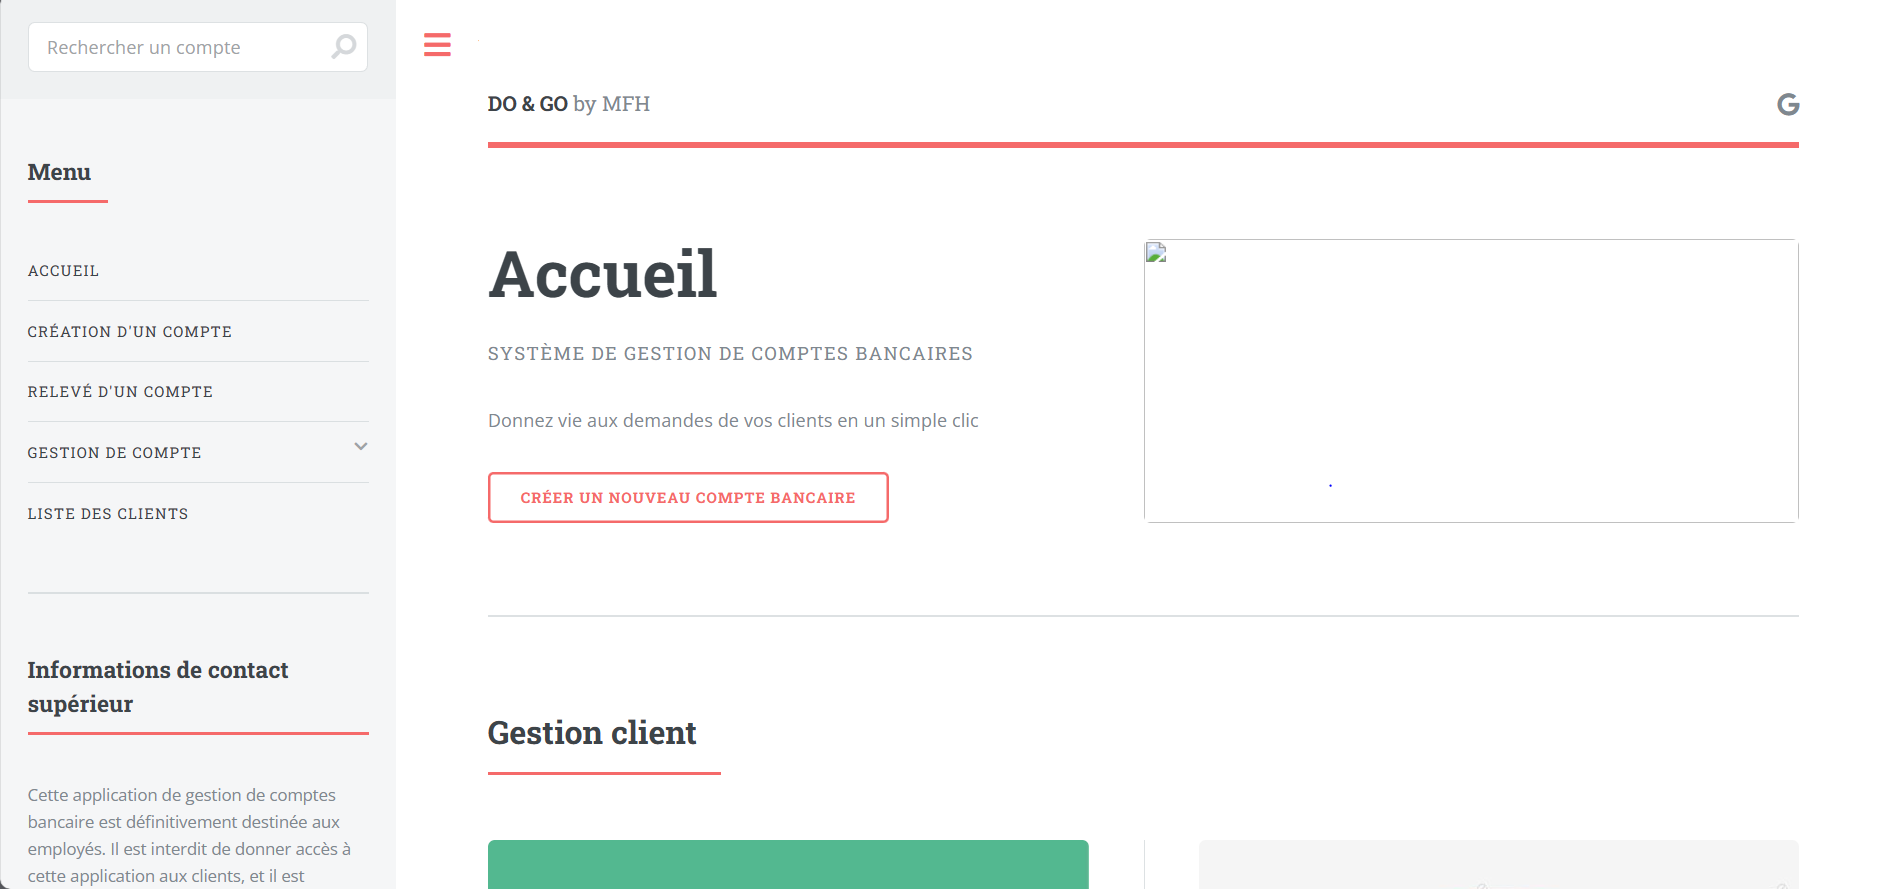 Rechercher un compte
DO & GO by MFH
Menu
ACCUEIL
CRÉATION D'UN COMPTE
RELEVÉ D'UN COMPTE
GESTION DE COMPTE
LISTE DES CLIENTS
Informations de contact
supérieur
Cette application de gestion de comptes
bancaire est définitivement destinée aux
employés. Il est interdit de donner accès à
cette application aux clients, et il est
Accueil
SYSTÈME DE GESTION DE COMPTES BANCAIRES
Donnez vie aux demandes de vos clients en un simple clic
CRÉER UN NOUVEAU COMPTE BANCAIRE
Gestion client